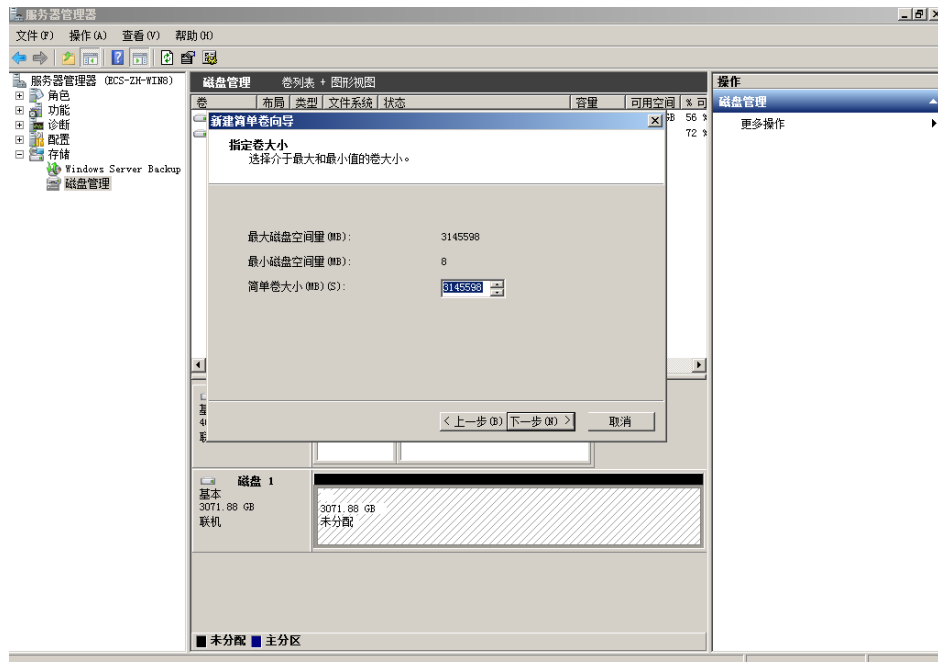 服务器管理器
文件(F) 操作(A) 查看(V) 帮助(H)
服务器管理器 (ECS-ZH-WIN8)
角色
功能
诊断
配置
存储
Windows Server Backup
磁盘管理
磁盘管理 卷列表 + 图形视图
卷 布局 类型 文件系统 状态 容量 可用空间 % 可
GB 56 %
72 %
新建简单卷向导
指定卷大小
选择介于最大和最小值的卷大小。
最大磁盘空间量(MB): 3145598
最小磁盘空间量(MB): 8
简单卷大小(MB)(S): 3145598
< 上一步(B) 下一步(N) > 取消
磁盘 1
基本
3071.88 GB
联机
3071.88 GB
未分配
未分配 主分区
操作
磁盘管理
更多操作